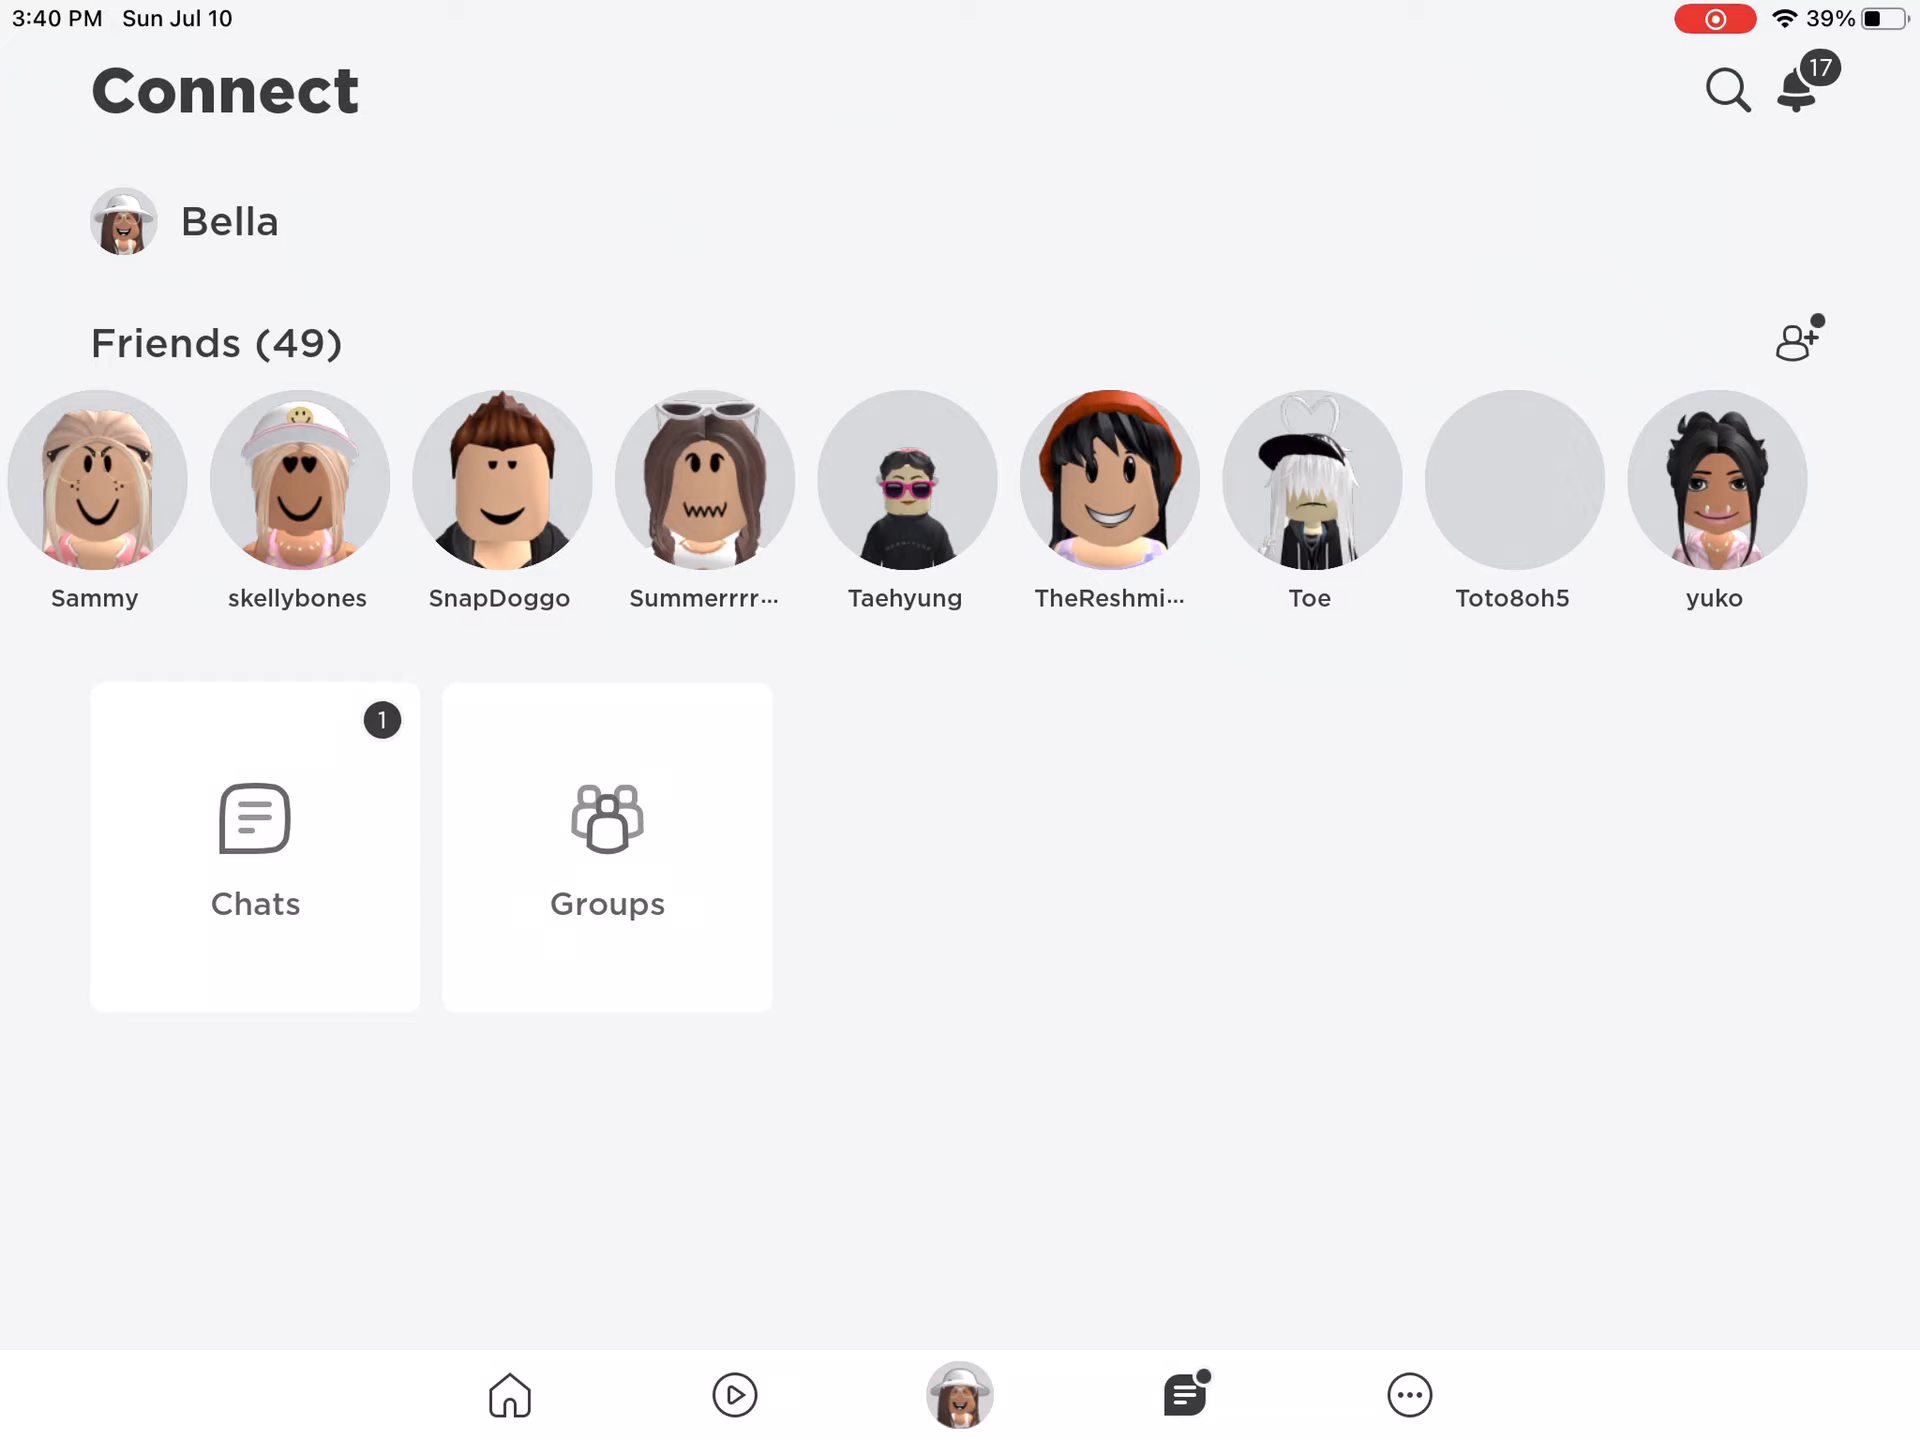 3:40 PM Sun Jul 10 39%
Connect 17
Bella
Friends (49)
Sammy skellybones SnapDoggo Summerrrr... Taehyung TheReshmi... Toe Toto8oh5 yuko
1
Chats Groups